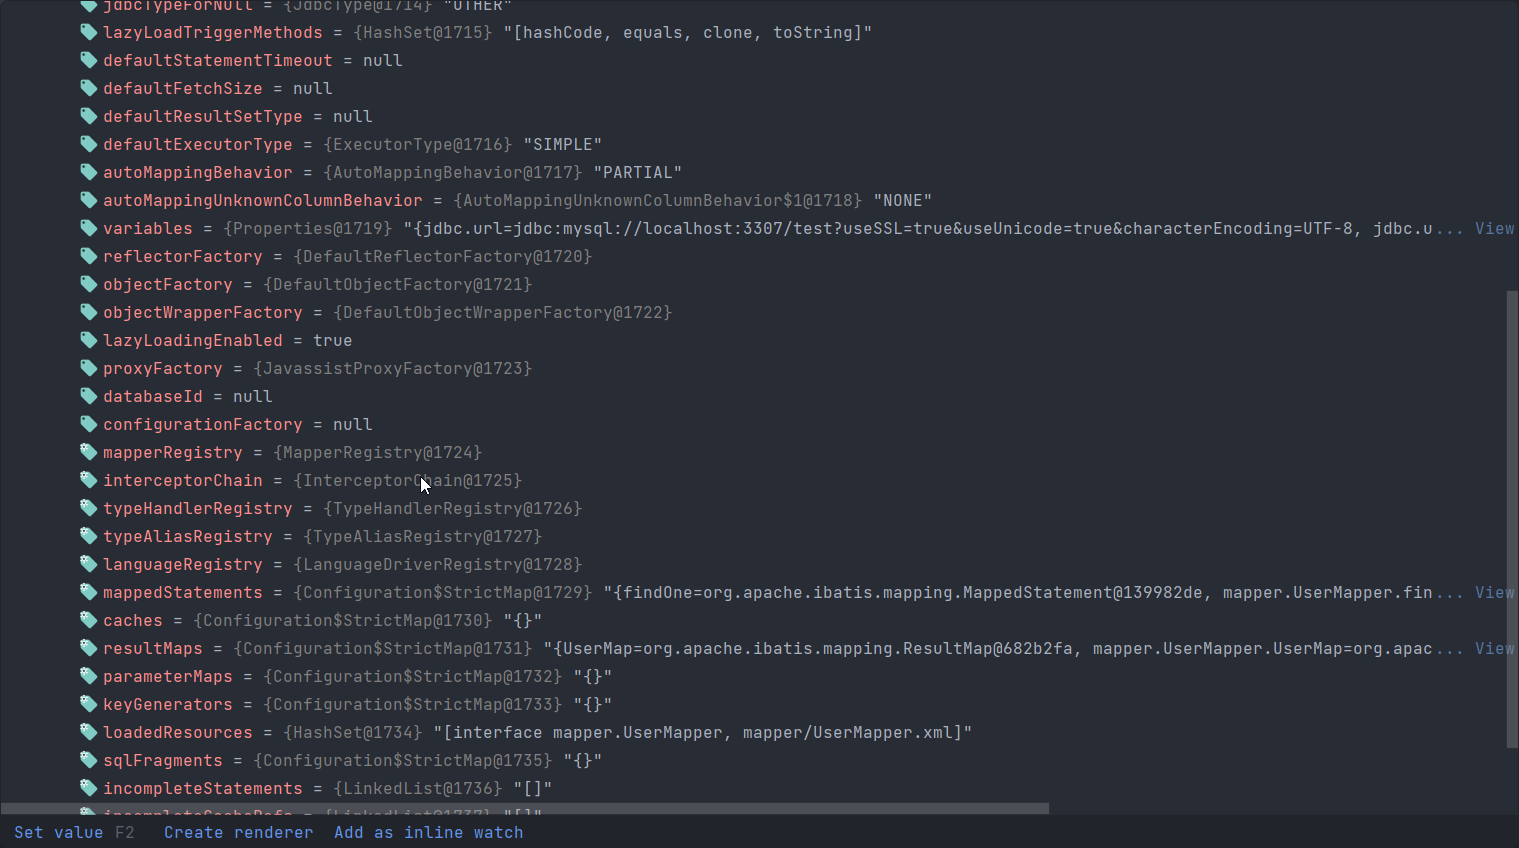 jdbcTypeForNull = {JdbcType@1714} "OTHER"
lazyLoadTriggerMethods = {HashSet@1715} "[hashCode, equals, clone, toString]"
defaultStatementTimeout = null
defaultFetchSize = null
defaultResultSetType = null
defaultExecutorType = {ExecutorType@1716} "SIMPLE"
autoMappingBehavior = {AutoMappingBehavior@1717} "PARTIAL"
autoMappingUnknownColumnBehavior = {AutoMappingUnknownColumnBehavior$1@1718} "NONE"
variables = {Properties@1719} "{jdbc.url=jdbc:mysql://localhost:3307/test?useSSL=true&useUnicode=true&characterEncoding=UTF-8, jdbc.u... View
reflectorFactory = {DefaultReflectorFactory@1720}
objectFactory = {DefaultObjectFactory@1721}
objectWrapperFactory = {DefaultObjectWrapperFactory@1722}
lazyLoadingEnabled = true
proxyFactory = {JavassistProxyFactory@1723}
databaseId = null
configurationFactory = null
mapperRegistry = {MapperRegistry@1724}
interceptorChain = {InterceptorChain@1725}
typeHandlerRegistry = {TypeHandlerRegistry@1726}
typeAliasRegistry = {TypeAliasRegistry@1727}
languageRegistry = {LanguageDriverRegistry@1728}
mappedStatements = {Configuration$StrictMap@1729} "{findOne=org.apache.ibatis.mapping.MappedStatement@139982de, mapper.UserMapper.fin... View
caches = {Configuration$StrictMap@1730} "{}"
resultMaps = {Configuration$StrictMap@1731} "{UserMap=org.apache.ibatis.mapping.ResultMap@682b2fa, mapper.UserMapper.UserMap=org.apac... View
parameterMaps = {Configuration$StrictMap@1732} "{}"
keyGenerators = {Configuration$StrictMap@1733} "{}"
loadedResources = {HashSet@1734} "[interface mapper.UserMapper, mapper/UserMapper.xml]"
sqlFragments = {Configuration$StrictMap@1735} "{}"
incompleteStatements = {LinkedList@1736} "[]"
incompleteCacheRefs = {LinkedList@1737} "[]"
Set value F2 Create renderer Add as inline watch